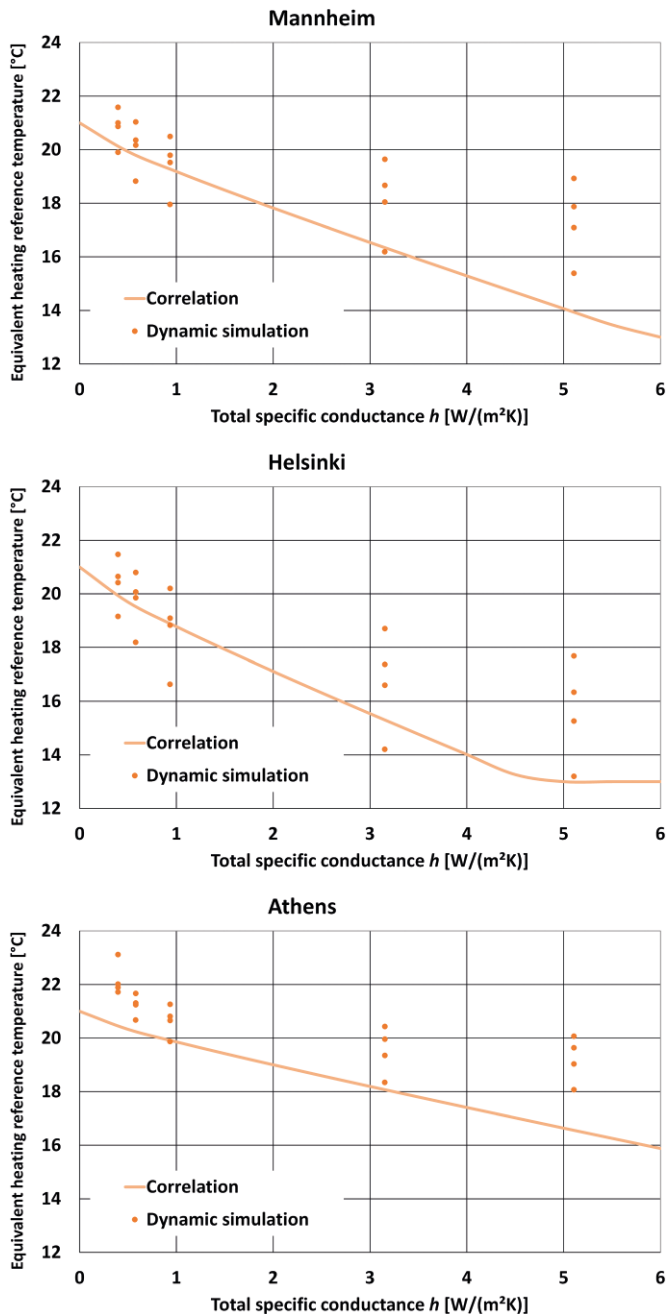 Mannheim
Equivalent heating reference temperature [°C]
24
22
20
18
16
14
12
Correlation
Dynamic simulation
0 1 2 3 4 5 6
Total specific conductance h [W/(m²K)]
Helsinki
Equivalent heating reference temperature [°C]
24
22
20
18
16
14
12
Correlation
Dynamic simulation
0 1 2 3 4 5 6
Total specific conductance h [W/(m²K)]
Athens
Equivalent heating reference temperature [°C]
24
22
20
18
16
14
12
Correlation
Dynamic simulation
0 1 2 3 4 5 6
Total specific conductance h [W/(m²K)]